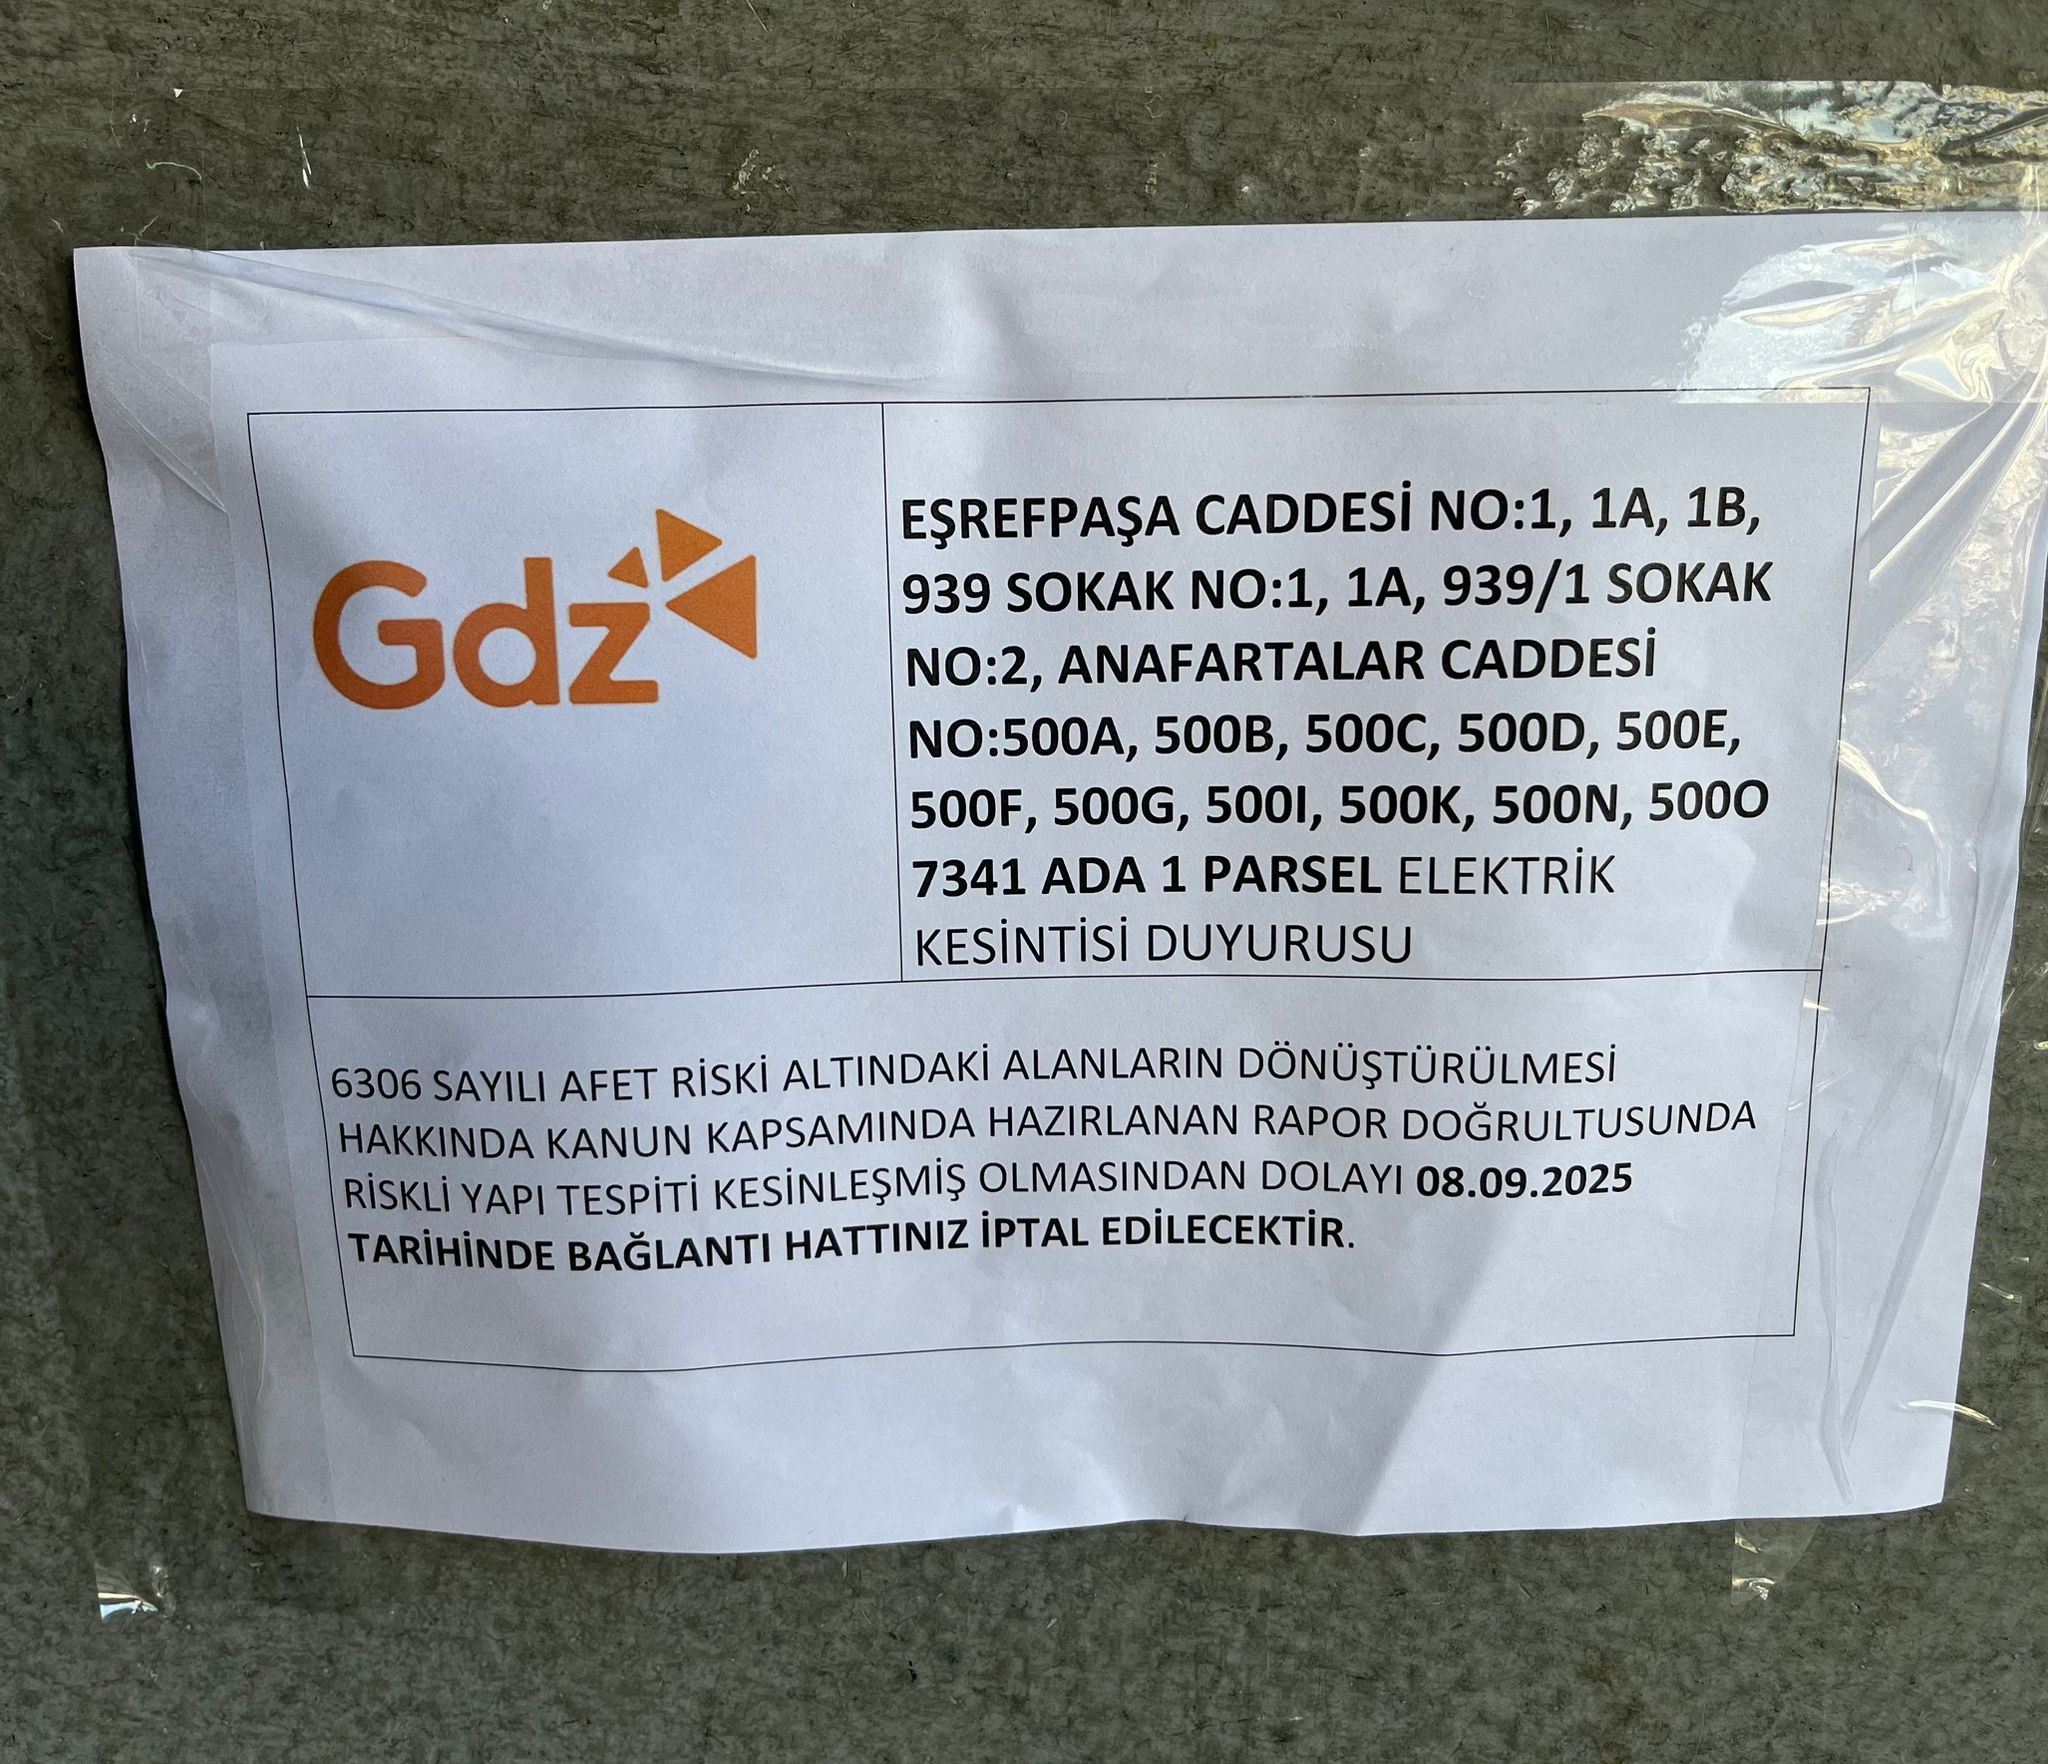 Gdz
EŞREFPAŞA CADDESİ NO:1, 1A, 1B,
939 SOKAK NO:1, 1A, 939/1 SOKAK
NO:2, ANAFARTALAR CADDESİ
NO:500A, 500B, 500C, 500D, 500E,
500F, 500G, 500I, 500K, 500N, 500O
7341 ADA 1 PARSEL ELEKTRİK
KESİNTİSİ DUYURUSU
6306 SAYILI AFET RİSKİ ALTINDAKİ ALANLARIN DÖNÜŞTÜRÜLMESİ
HAKKINDA KANUN KAPSAMINDA HAZIRLANAN RAPOR DOĞRULTUSUNDA
RİSKLİ YAPI TESPİTİ KESİNLEŞMİŞ OLMASINDAN DOLAYI 08.09.2025
TARİHİNDE BAĞLANTI HATTINIZ İPTAL EDİLECEKTİR.